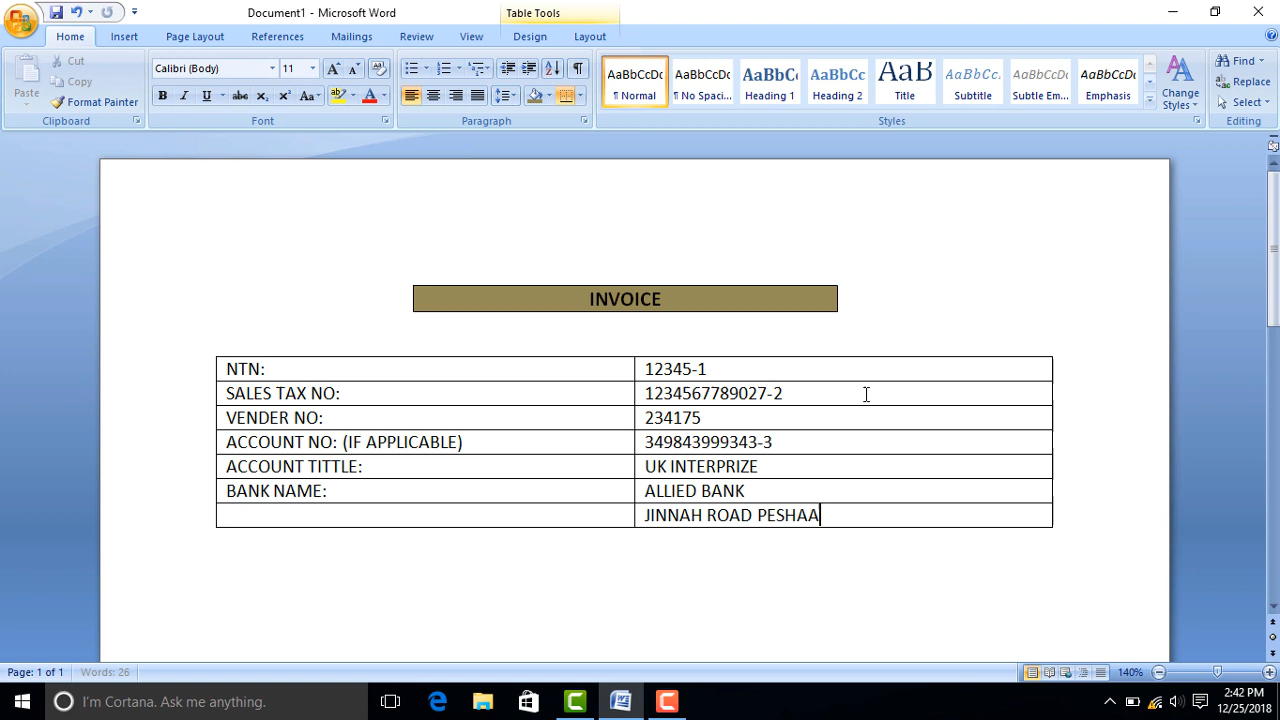 Document1 - Microsoft Word
Table Tools
Home Insert Page Layout References Mailings Review View Design Layout
Paste
Cut
Copy
Format Painter
Clipboard
Calibri (Body) 11
Font
Paragraph
AaBbCcDc AaBbCcDc AaBbC AaBbCc AaB AaBbCc. AaBbCcDc AaBbCcDc
¶ Normal ¶ No Spaci... Heading 1 Heading 2 Title Subtitle Subtle Em... Emphasis
Change Styles
Styles
Find
Replace
Select
Editing
INVOICE
NTN: 12345-1
SALES TAX NO: 1234567789027-2
VENDER NO: 234175
ACCOUNT NO: (IF APPLICABLE) 349843999343-3
ACCOUNT TITTLE: UK INTERPRIZE
BANK NAME: ALLIED BANK
JINNAH ROAD PESHAA
Page: 1 of 1 Words: 26 140%
I'm Cortana. Ask me anything.
2:42 PM
12/25/2018